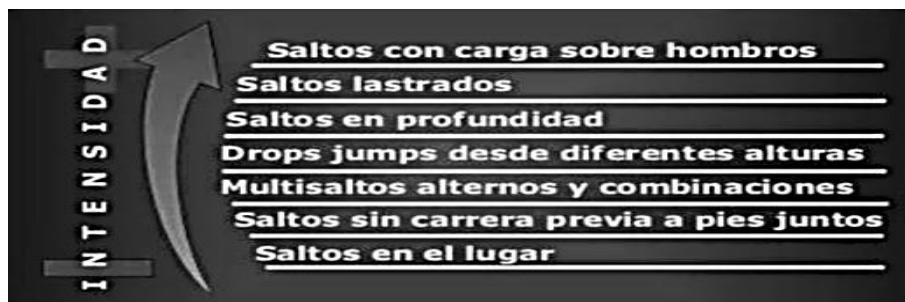 INTENSIDAD
Saltos con carga sobre hombros
Saltos lastrados
Saltos en profundidad
Drops jumps desde diferentes alturas
Multisaltos alternos y combinaciones
Saltos sin carrera previa a pies juntos
Saltos en el lugar